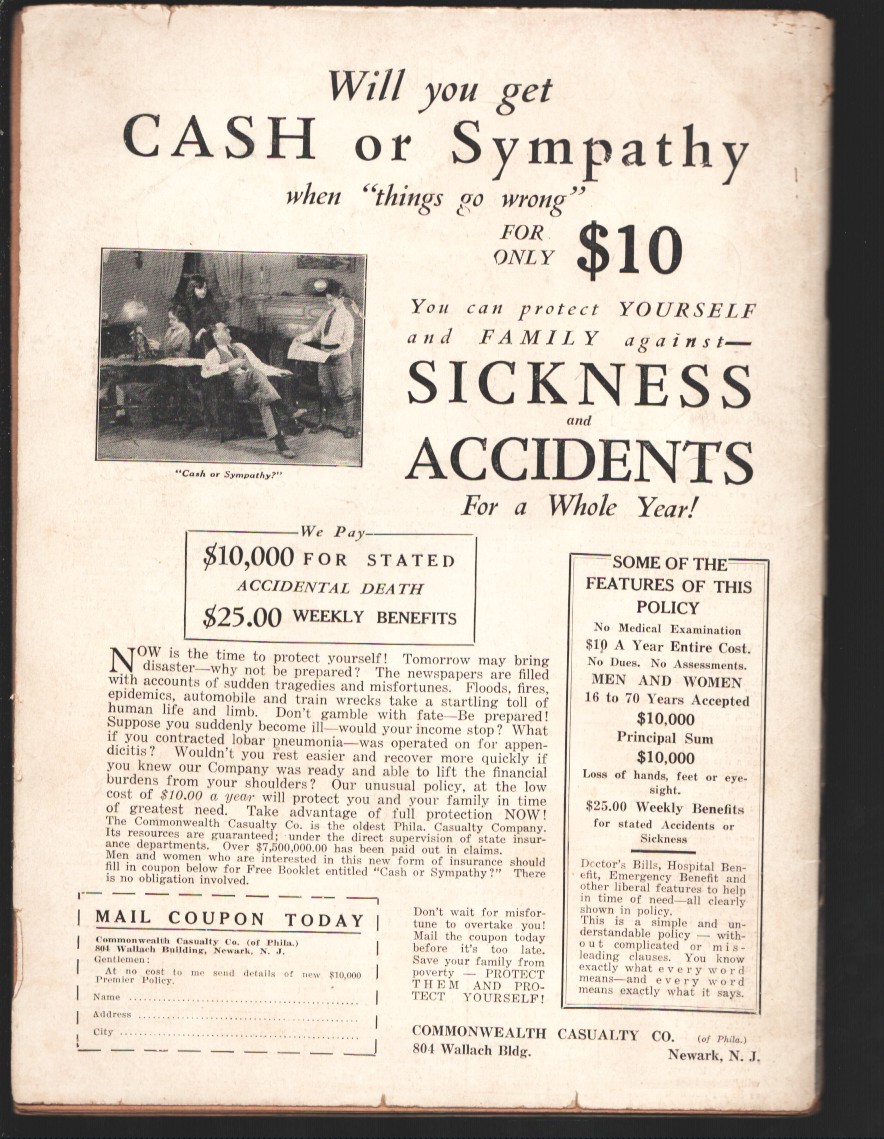 Will you get
CASH or Sympathy
when "things go wrong"
FOR
ONLY $10
You can protect YOURSELF
and FAMILY against—
SICKNESS
and
ACCIDENTS
For a Whole Year!
"Cash or Sympathy?"
We Pay
$10,000 FOR STATED
ACCIDENTAL DEATH
$25.00 WEEKLY BENEFITS
NOW is the time to protect yourself! Tomorrow may bring
disaster—why not be prepared? The newspapers are filled
with accounts of sudden tragedies and misfortunes. Floods, fires,
epidemics, automobile and train wrecks take a startling toll of
human life and limb. Don't gamble with fate—Be prepared!
Suppose you suddenly become ill—would your income stop? What
if you contracted lobar pneumonia—was operated on for appen-
dicitis? Wouldn't you rest easier and recover more quickly if
you knew our Company was ready and able to lift the financial
burdens from your shoulders? Our unusual policy, at the low
cost of $10.00 a year will protect you and your family in time
of greatest need. Take advantage of full protection NOW!
The Commonwealth Casualty Co. is the oldest Phila. Casualty Company.
Its resources are guaranteed; under the direct supervision of state insur-
ance departments. Over $7,500,000.00 has been paid out in claims.
Men and women who are interested in this new form of insurance should
fill in coupon below for Free Booklet entitled "Cash or Sympathy?" There
is no obligation involved.
SOME OF THE
FEATURES OF THIS
POLICY
No Medical Examination
$10 A Year Entire Cost.
No Dues. No Assessments.
MEN AND WOMEN
16 to 70 Years Accepted
$10,000
Principal Sum
$10,000
Loss of hands, feet or eye-
sight.
$25.00 Weekly Benefits
for stated Accidents or
Sickness
Doctor's Bills, Hospital Ben-
efit, Emergency Benefit and
other liberal features to help
in time of need—all clearly
shown in policy.
This is a simple and un-
derstandable policy — with-
out complicated or mis-
leading clauses. You know
exactly what every word
means—and every word
means exactly what it says.
MAIL COUPON TODAY
Commonwealth Casualty Co. (of Phila.)
804 Wallach Building, Newark, N. J.
Gentlemen:
At no cost to me send details of new $10,000
Premier Policy.
Name
Address
City
Don't wait for misfor-
tune to overtake you!
Mail the coupon today
before it's too late.
Save your family from
poverty — PROTECT
THEM AND PRO-
TECT YOURSELF!
COMMONWEALTH CASUALTY CO. (of Phila.)
804 Wallach Bldg. Newark, N. J.